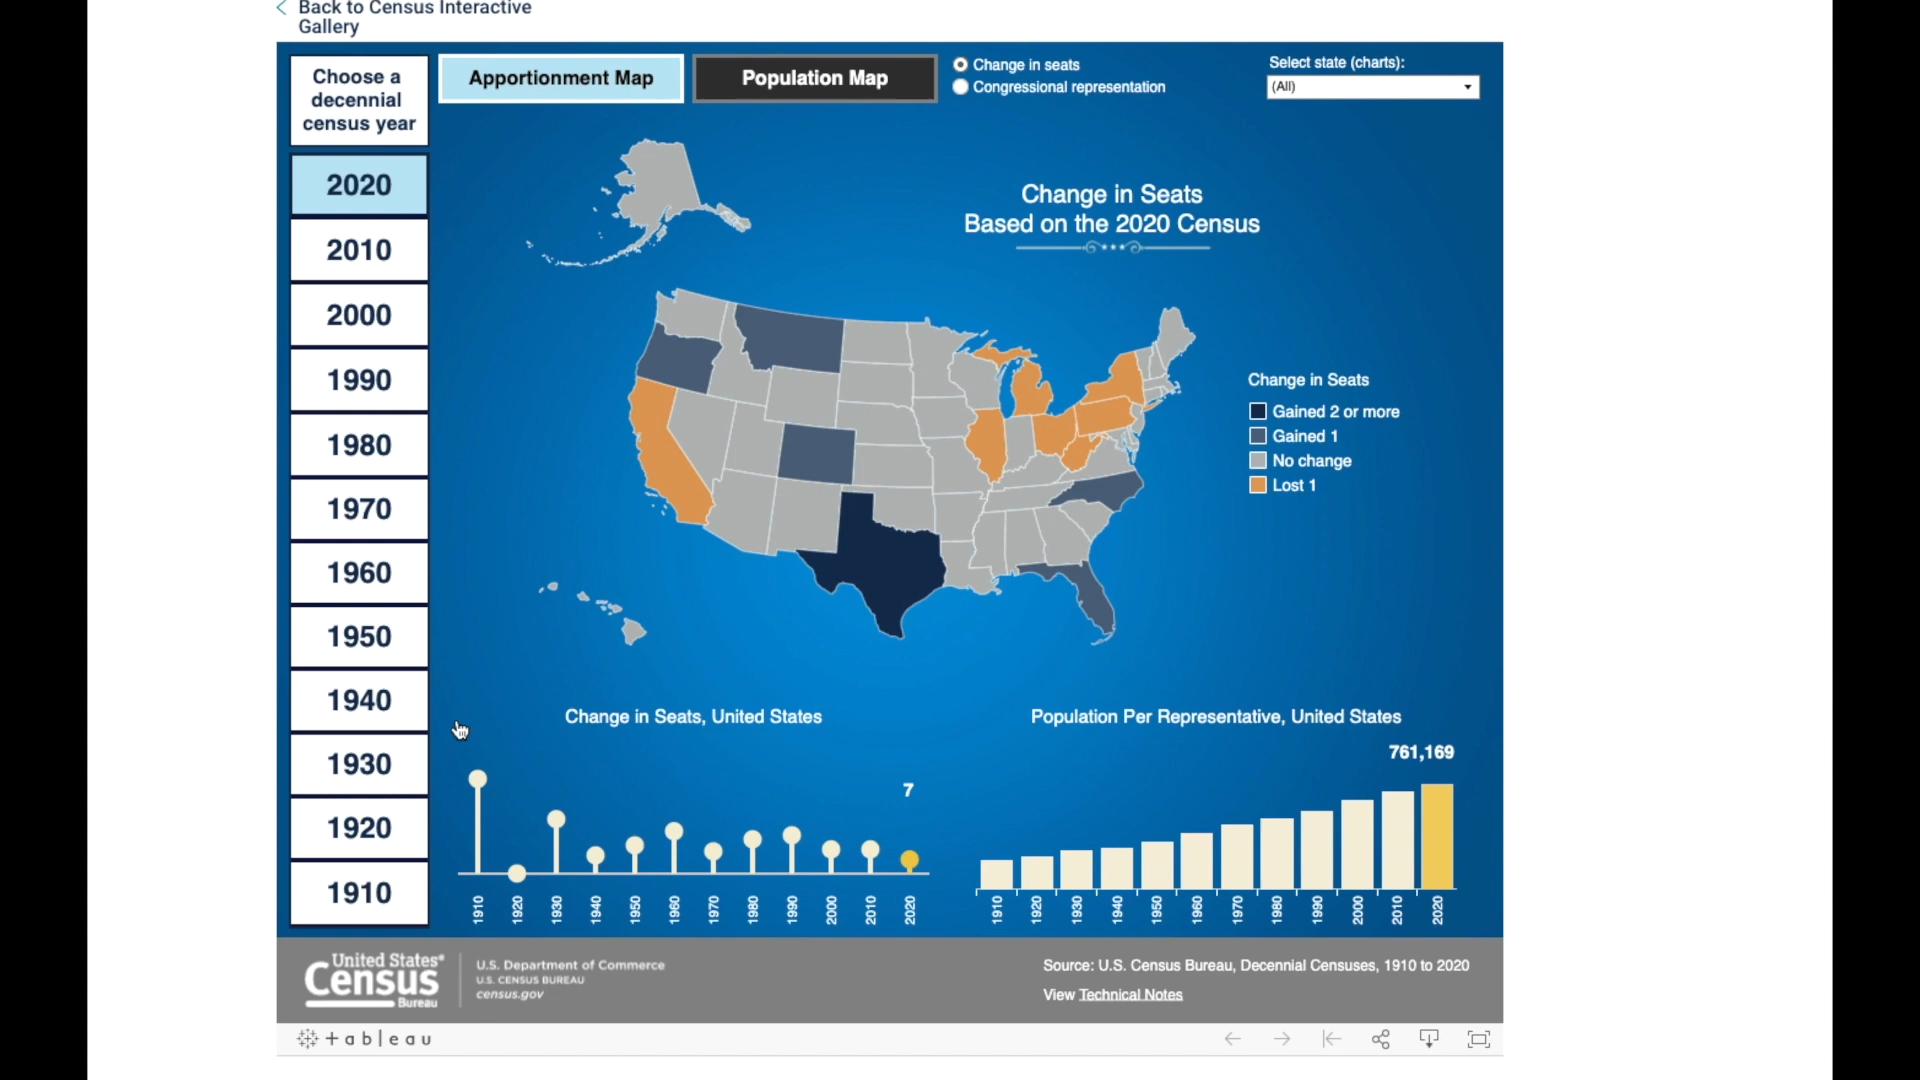 Back to Census Interactive
Gallery
Choose a
decennial
census year
Apportionment Map
Population Map
Change in seats
Congressional representation
Select state (charts):
(All)
2020
2010
2000
1990
1980
1970
1960
1950
1940
1930
1920
1910
Change in Seats
Based on the 2020 Census
Change in Seats
Gained 2 or more
Gained 1
No change
Lost 1
Change in Seats, United States
7
1910 1920 1930 1940 1950 1960 1970 1980 1990 2000 2010 2020
Population Per Representative, United States
761,169
1910 1920 1930 1940 1950 1960 1970 1980 1990 2000 2010 2020
United States®
Census
Bureau
U.S. Department of Commerce
U.S. CENSUS BUREAU
census.gov
Source: U.S. Census Bureau, Decennial Censuses, 1910 to 2020
View Technical Notes
+ableau